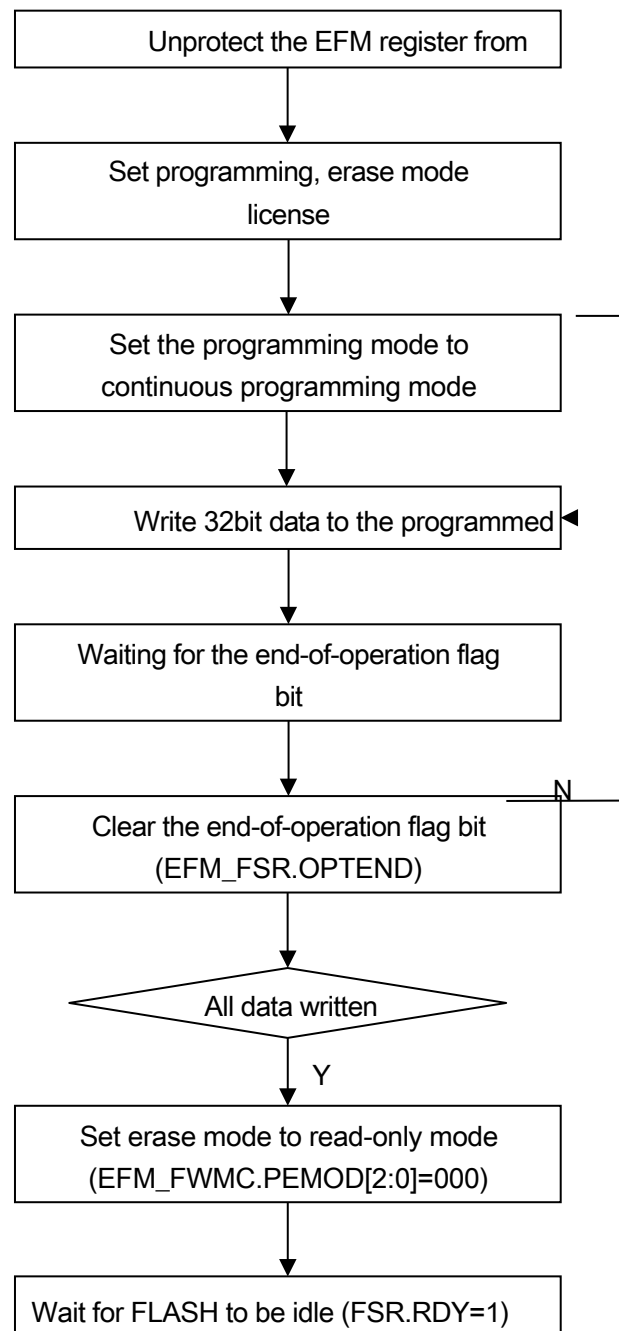 Unprotect the EFM register from
Set programming, erase mode
license
Set the programming mode to
continuous programming mode
Write 32bit data to the programmed
Waiting for the end-of-operation flag
bit
N
Clear the end-of-operation flag bit
(EFM_FSR.OPTEND)
All data written
Y
Set erase mode to read-only mode
(EFM_FWMC.PEMOD[2:0]=000)
Wait for FLASH to be idle (FSR.RDY=1)